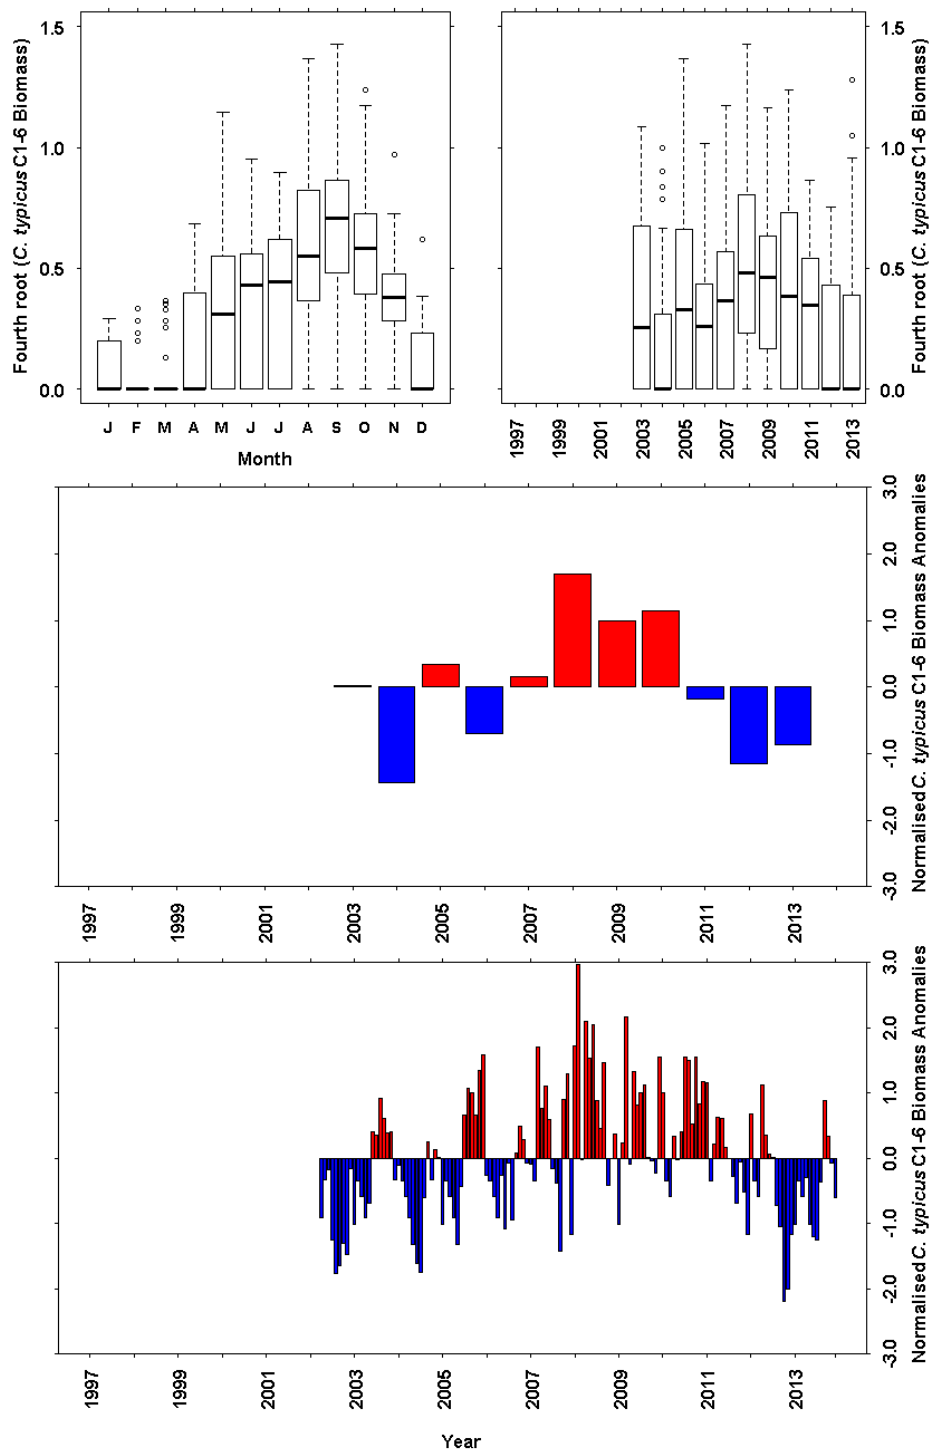 Fourth root (C. typicus C1-6 Biomass)
1.5
1.0
0.5
0.0
J F M A M J J A S O N D
Month
1.5
1.0
0.5
0.0
Fourth root (C. typicus C1-6 Biomass)
1997 1999 2001 2003 2005 2007 2009 2011 2013
3.0
2.0
1.0
0.0
-1.0
-2.0
-3.0
Normalised C. typicus C1-6 Biomass Anomalies
1997 1999 2001 2003 2005 2007 2009 2011 2013
3.0
2.0
1.0
0.0
-1.0
-2.0
-3.0
Normalised C. typicus C1-6 Biomass Anomalies
1997 1999 2001 2003 2005 2007 2009 2011 2013
Year